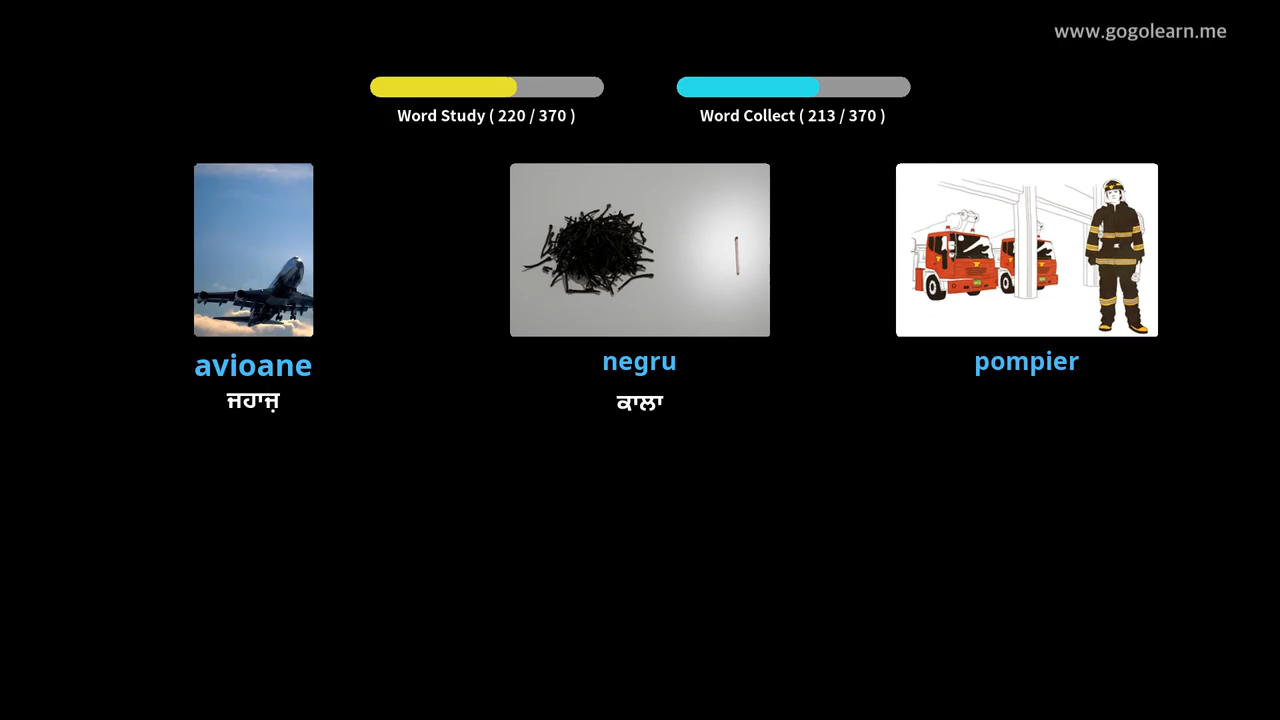 www.gogolearn.me
Word Study ( 220 / 370 )
Word Collect ( 213 / 370 )
avioane
negru
pompier
ਜਹਾਜ਼
ਕਾਲਾ